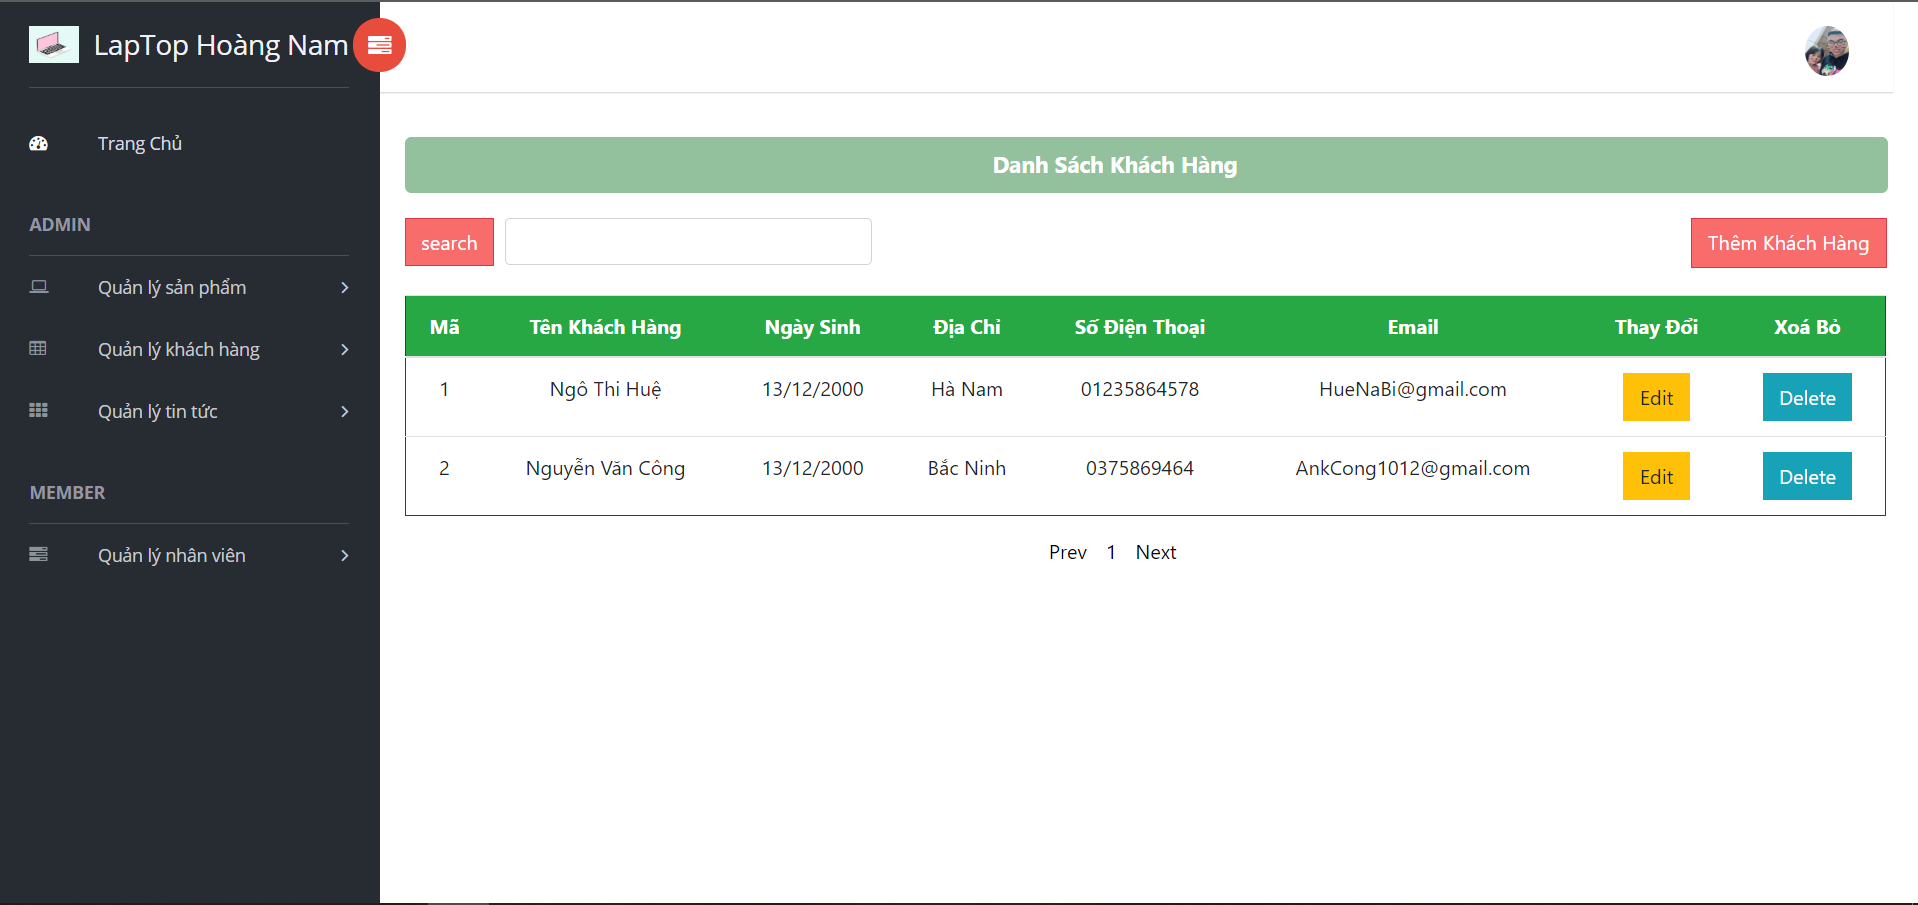 LapTop Hoàng Nam
Trang Chủ
ADMIN
Quản lý sản phẩm
Quản lý khách hàng
Quản lý tin tức
MEMBER
Quản lý nhân viên
Danh Sách Khách Hàng
search
Thêm Khách Hàng
Mã Tên Khách Hàng Ngày Sinh Địa Chỉ Số Điện Thoại Email Thay Đổi Xoá Bỏ
1 Ngô Thi Huệ 13/12/2000 Hà Nam 01235864578 HueNaBi@gmail.com Edit Delete
2 Nguyễn Văn Công 13/12/2000 Bắc Ninh 0375869464 AnkCong1012@gmail.com Edit Delete
Prev 1 Next